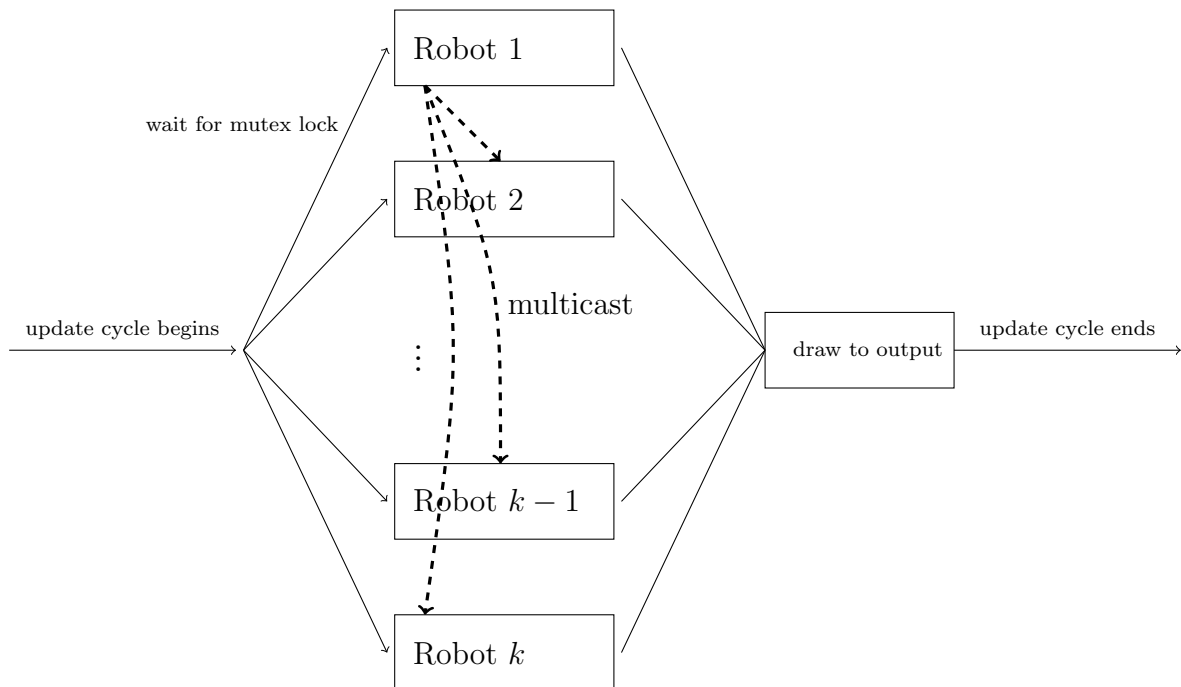 Robot 1
wait for mutex lock
Robot 2
multicast
update cycle begins
⋮
draw to output
update cycle ends
Robot k − 1
Robot k